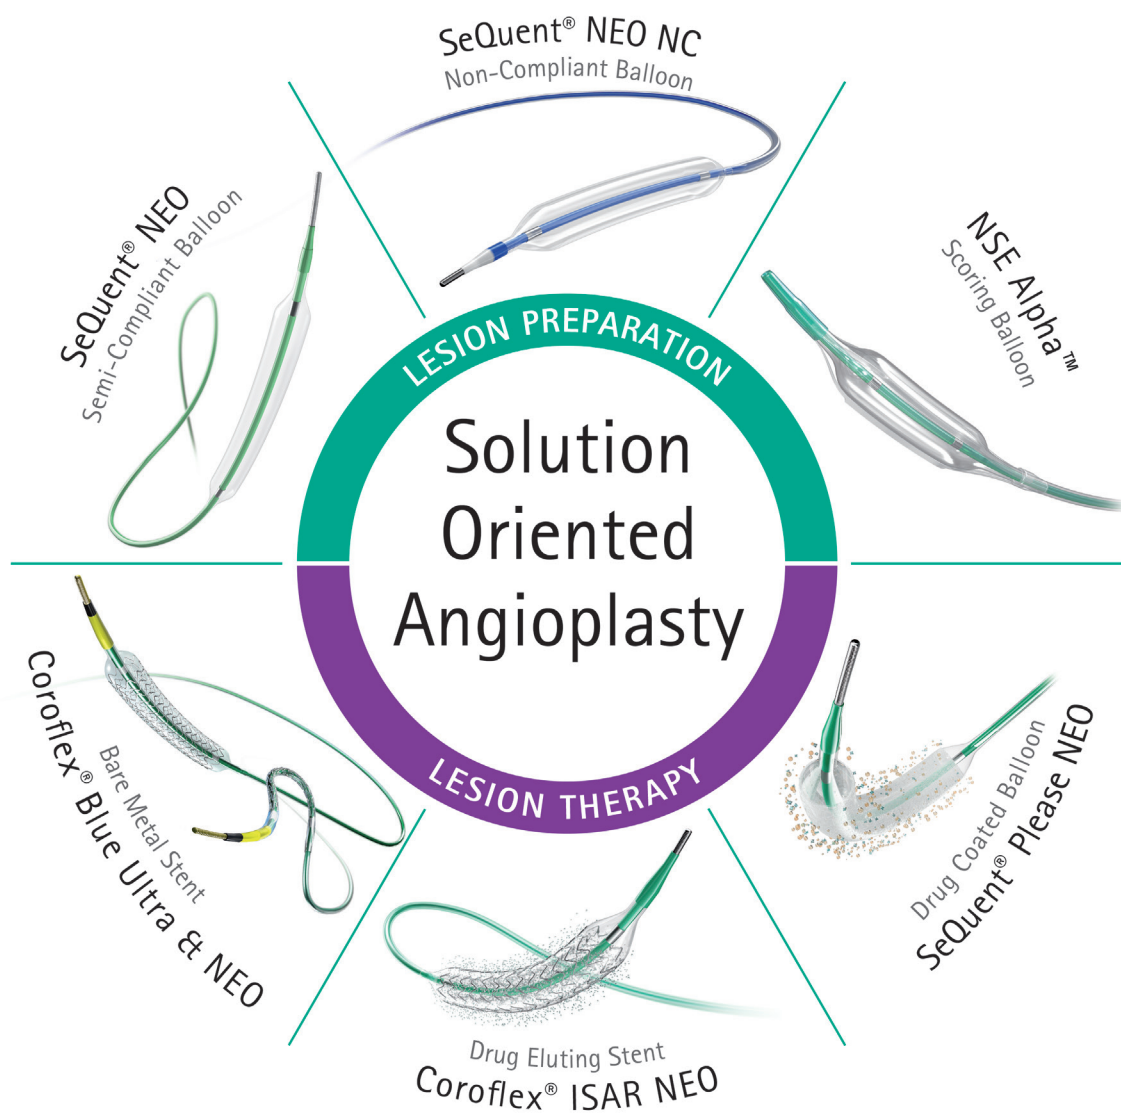 SeQuent® NEO NC
Non-Compliant Balloon
SeQuent® NEO
Semi-Compliant Balloon
NSE Alpha™
Scoring Balloon
LESION PREPARATION
Solution
Oriented
Angioplasty
LESION THERAPY
Bare Metal Stent
Coroflex® Blue Ultra & NEO
Drug Coated Balloon
SeQuent® Please NEO
Drug Eluting Stent
Coroflex® ISAR NEO